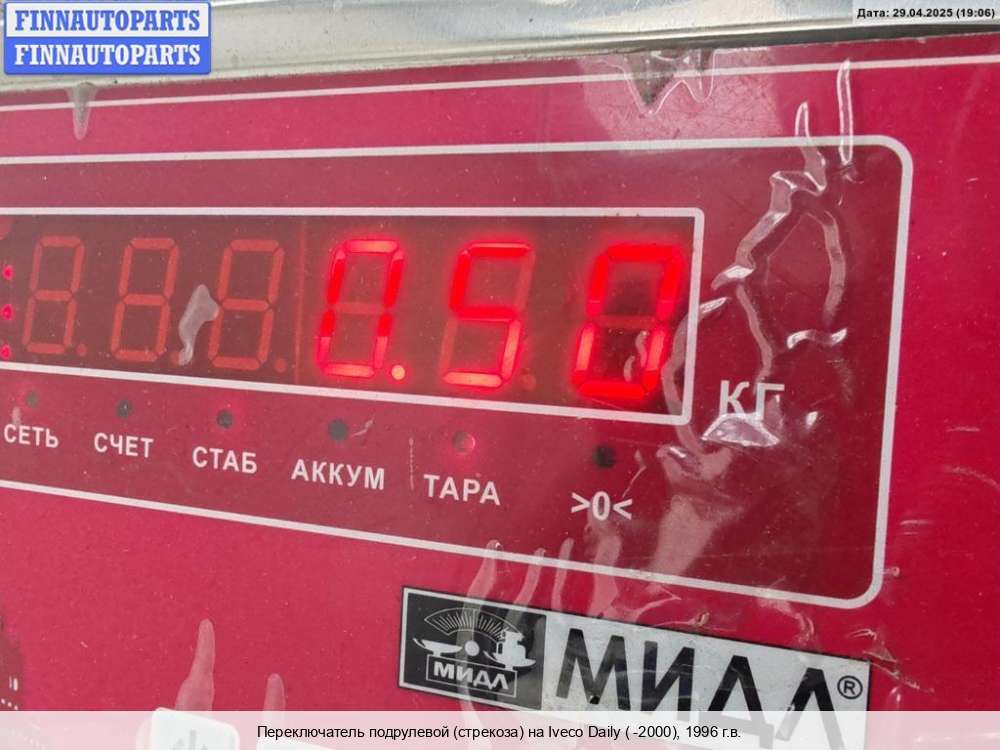 FINNAUTOPARTS
FINNAUTOPARTS
Дата: 29.04.2025 (19:06)
0.50
КГ
СЕТЬ СЧЕТ СТАБ АККУМ ТАРА >0<
МИДЛ
МИДЛ®
Переключатель подрулевой (стрекоза) на Iveco Daily ( -2000), 1996 г.в.